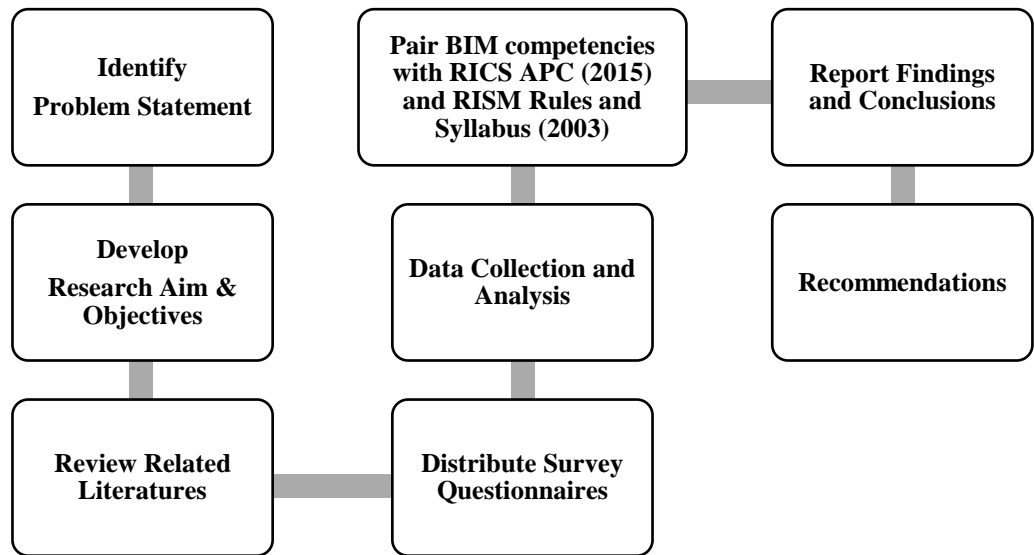 Identify
Problem Statement
Develop
Research Aim &
Objectives
Review Related
Literatures
Distribute Survey
Questionnaires
Data Collection and
Analysis
Pair BIM competencies
with RICS APC (2015)
and RISM Rules and
Syllabus (2003)
Report Findings
and Conclusions
Recommendations